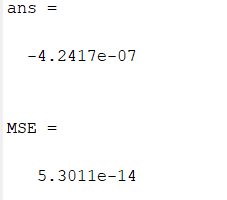 ans =
-4.2417e-07
MSE =
5.3011e-14